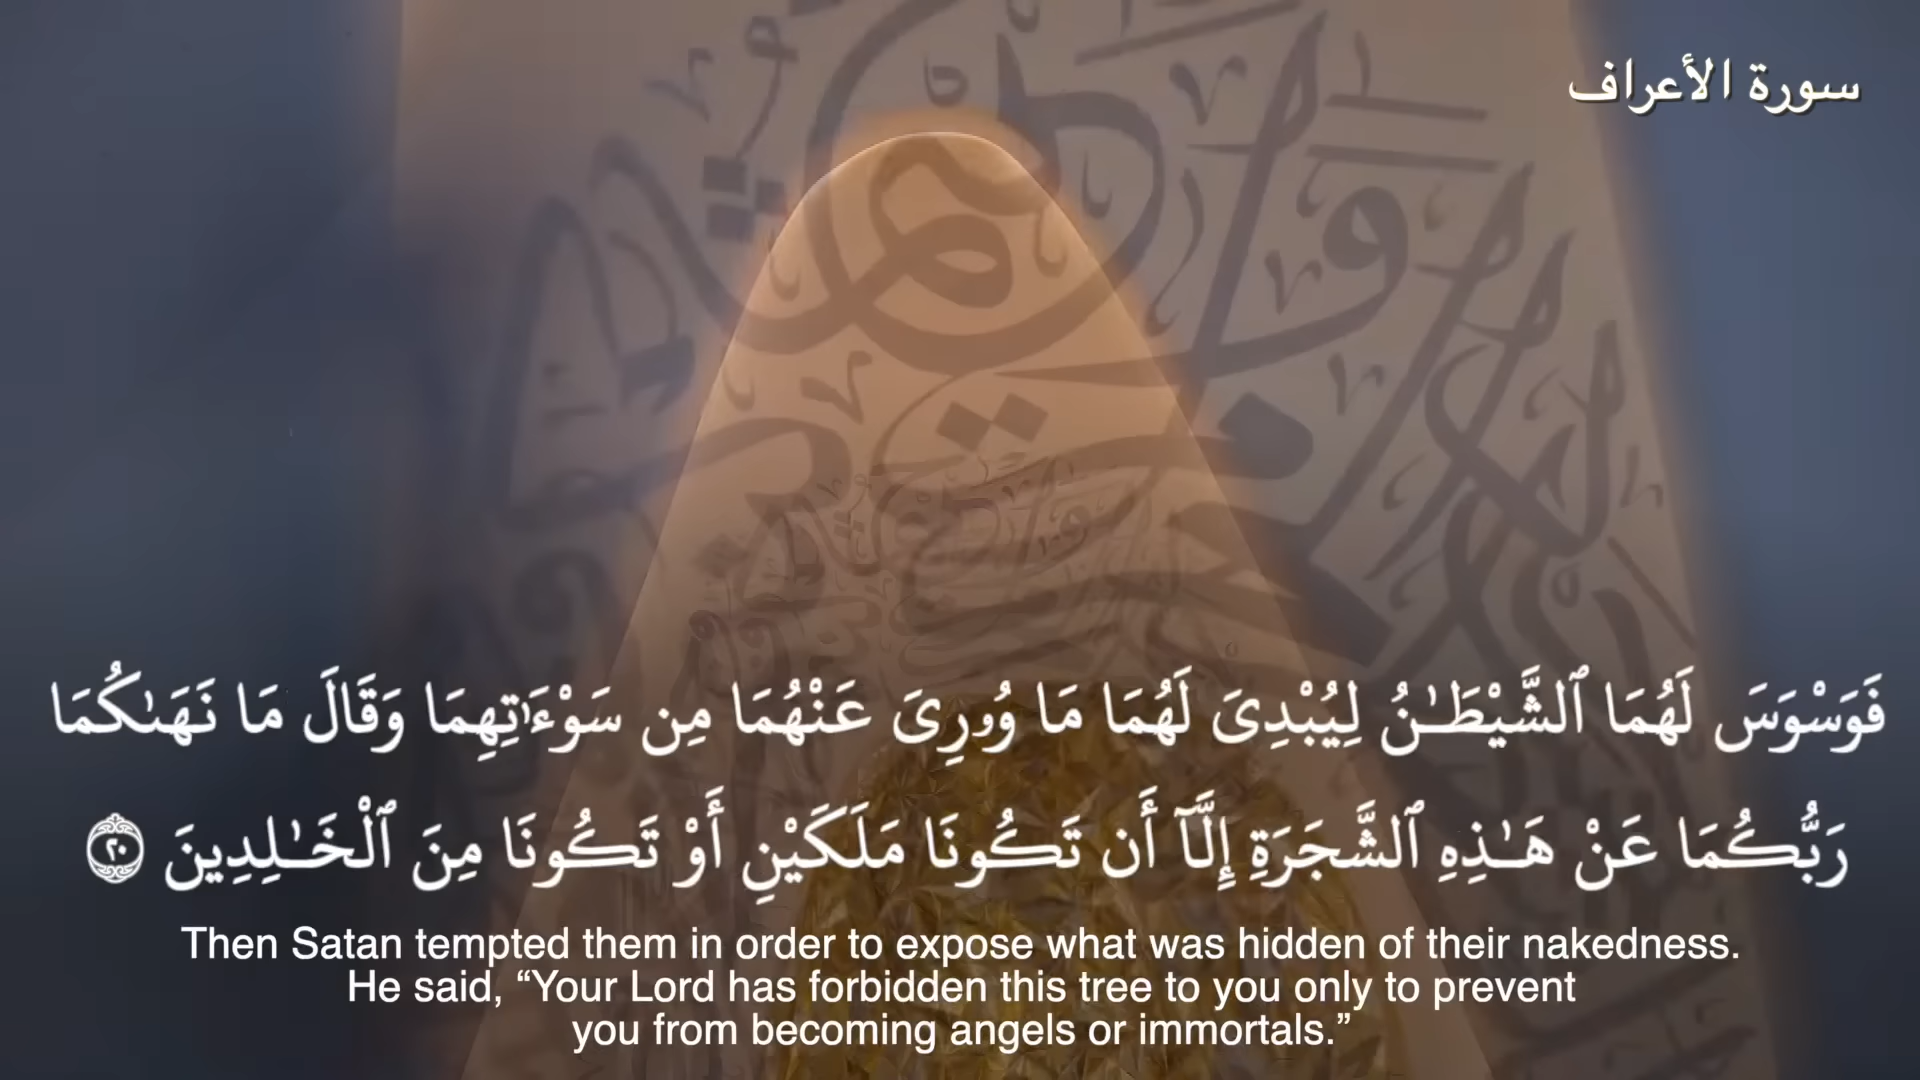 سورة الأعراف
فَوَسْوَسَ لَهُمَا ٱلشَّيْطَـٰنُ لِيُبْدِىَ لَهُمَا مَا وُۥرِىَ عَنْهُمَا مِن سَوْءَٰتِهِمَا وَقَالَ مَا نَهَىٰكُمَا
رَبُّكُمَا عَنْ هَـٰذِهِ ٱلشَّجَرَةِ إِلَّآ أَن تَكُونَا مَلَكَيْنِ أَوْ تَكُونَا مِنَ ٱلْخَـٰلِدِينَ ٢٠
Then Satan tempted them in order to expose what was hidden of their nakedness.
He said, “Your Lord has forbidden this tree to you only to prevent
you from becoming angels or immortals.”